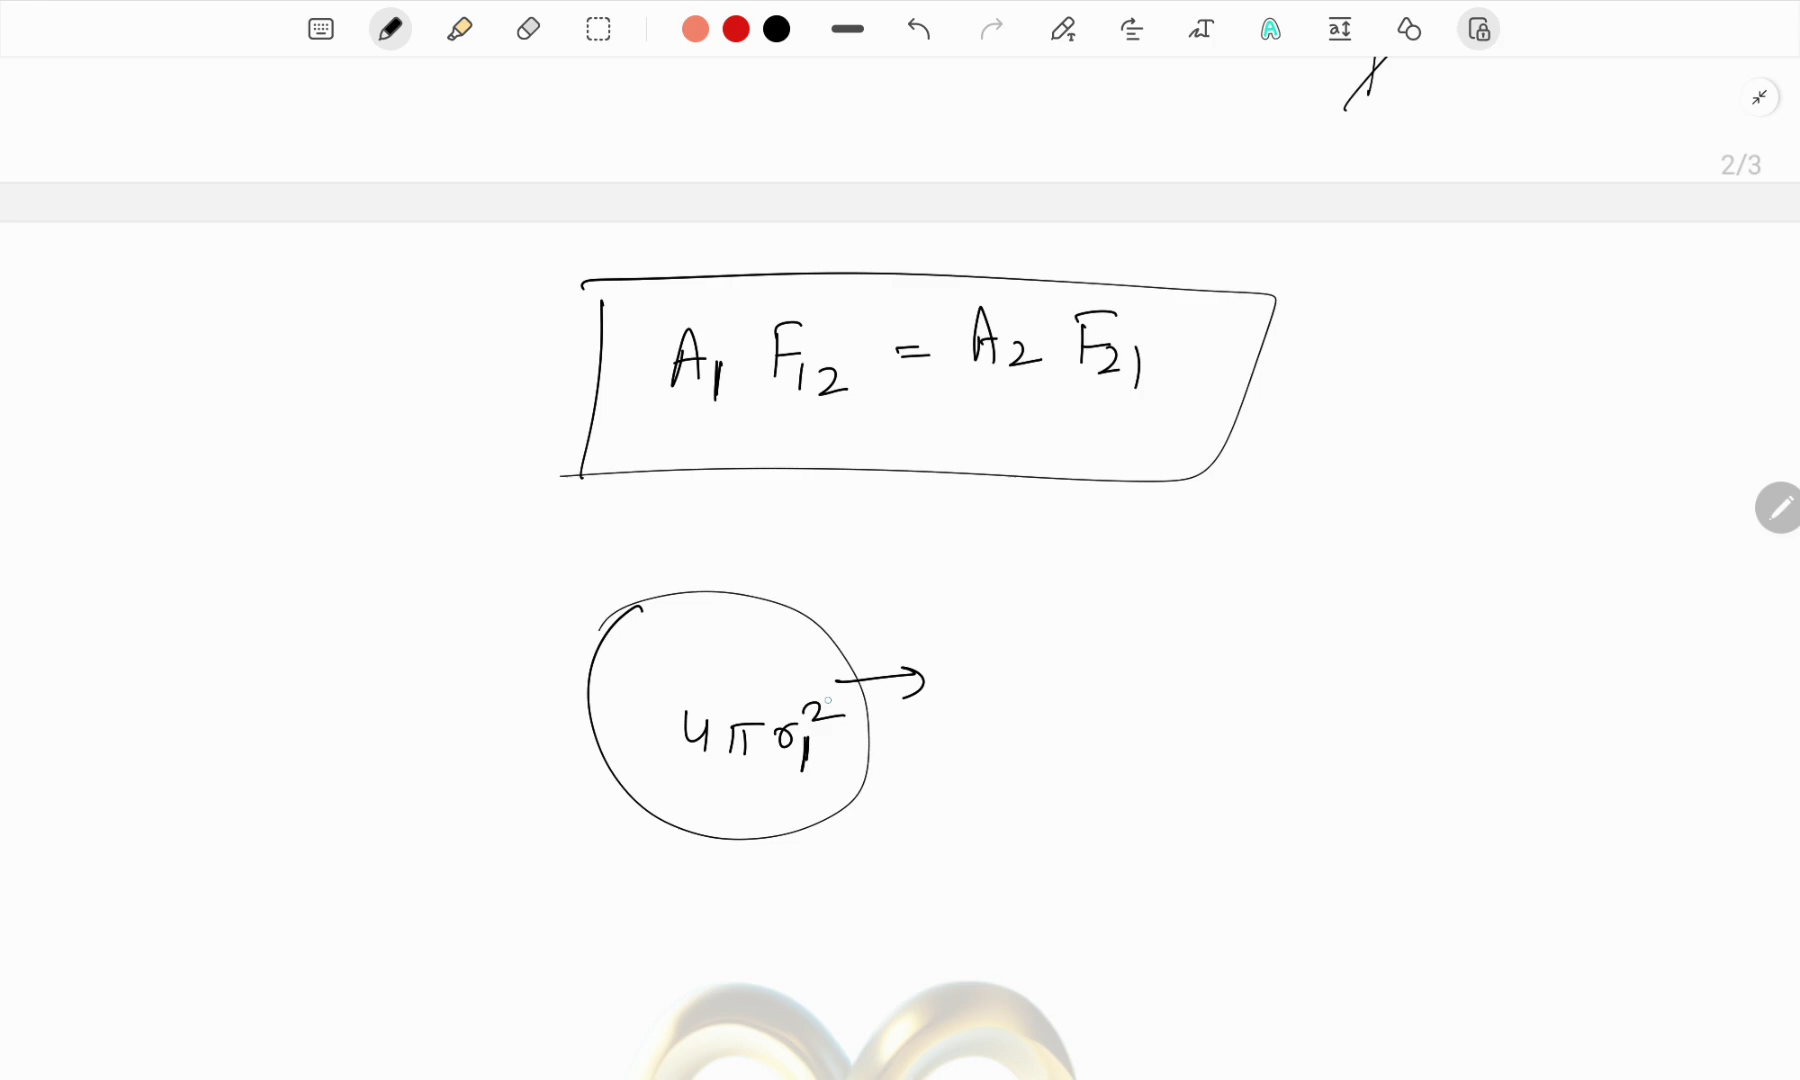 2/3
A₁ F₁₂ = A₂ F₂₁
4πr₁²